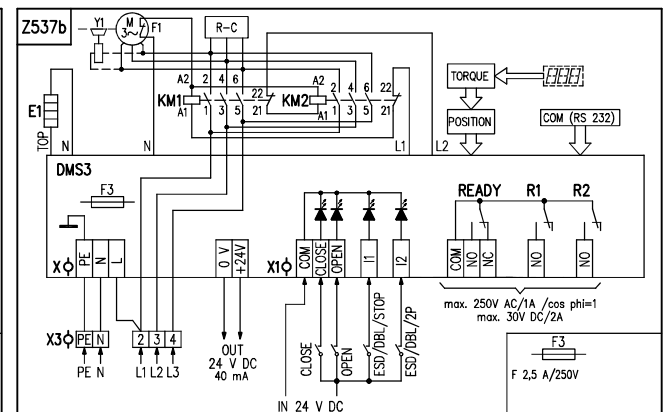 Z537b
Y1
M
3~
F1
R-C
E1
TOP
N
N
A2
2 4 6
KM1
22
A1
1 3 5
21
A2
2 4 6
KM2
22
A1
1 3 5
21
L1
L2
TORQUE
POSITION
COM (RS 232)
DMS3
F3
X
PE
N
L
0 V
+24V
X1
COM
CLOSE
OPEN
I1
I2
READY
R1
R2
COM
NO
NC
NO
NO
max. 250V AC/1A /cos phi=1
max. 30V DC/2A
X3
PE N
2 3 4
PE N
L1 L2 L3
OUT
24 V DC
40 mA
CLOSE
OPEN
ESD/DBL/STOP
ESD/DBL/2P
IN 24 V DC
F3
F 2,5 A/250V